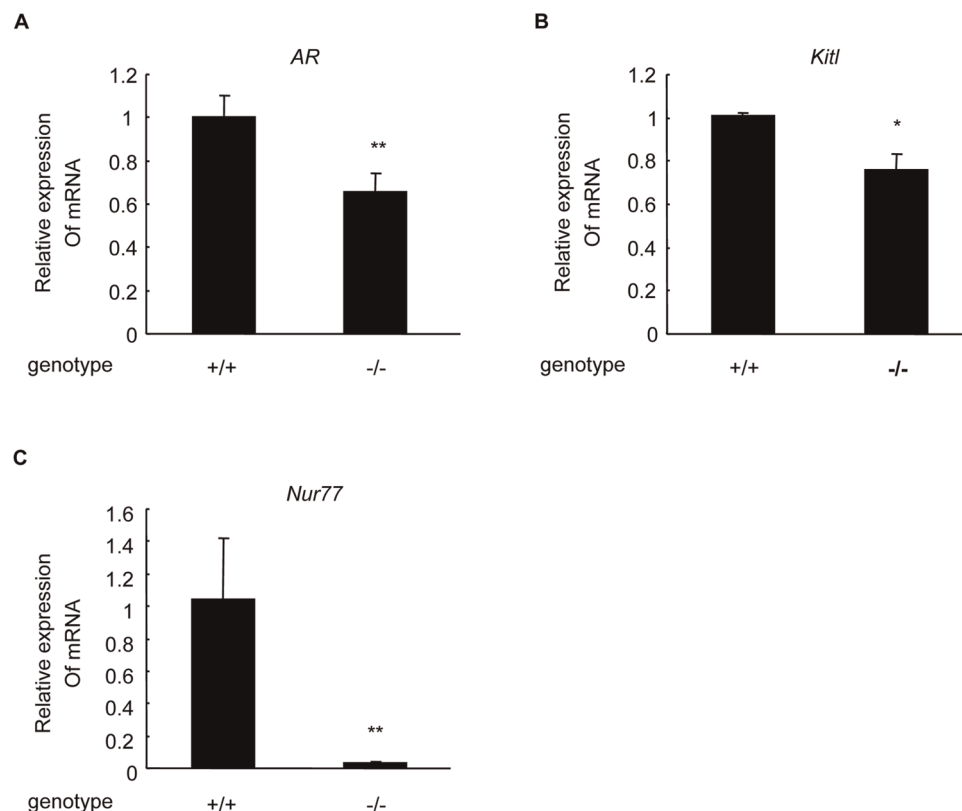 A
AR
1.2
1
0.8
0.6
0.4
0.2
0
Relative expression
Of mRNA
**
genotype +/+ -/-
B
Kitl
1.2
1
0.8
0.6
0.4
0.2
0
Relative expression
Of mRNA
*
genotype +/+ -/-
C
Nur77
1.6
1.4
1.2
1
0.8
0.6
0.4
0.2
0
Relative expression
Of mRNA
**
genotype +/+ -/-